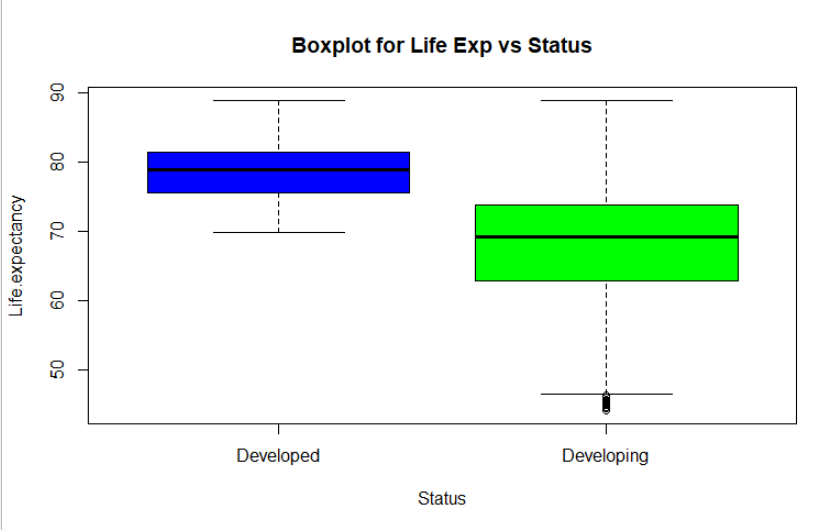 Boxplot for Life Exp vs Status
Life.expectancy
90
80
70
60
50
Developed
Developing
Status